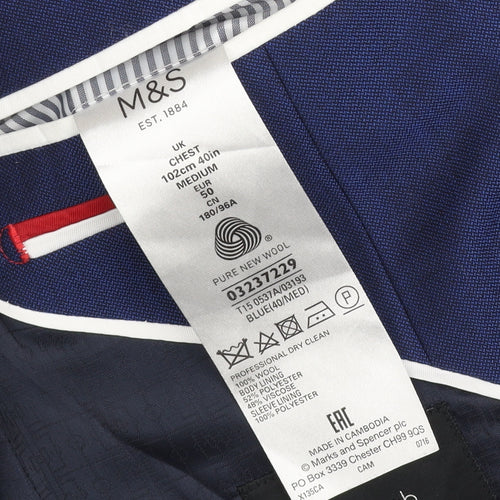 M&S
EST. 1884
UK
CHEST
102cm 40in
MEDIUM
EUR
50
CN
180/96A
®
PURE NEW WOOL
03237229
T15 0537A/03193
BLUE(40/MED)
P
PROFESSIONAL DRY CLEAN
100% WOOL
BODY LINING
52% POLYESTER
48% VISCOSE
SLEEVE LINING
100% POLYESTER
EAC
MADE IN CAMBODIA
© Marks and Spencer plc
PO BOX 3339 Chester CH99 9QS
X135CA CAM 0716